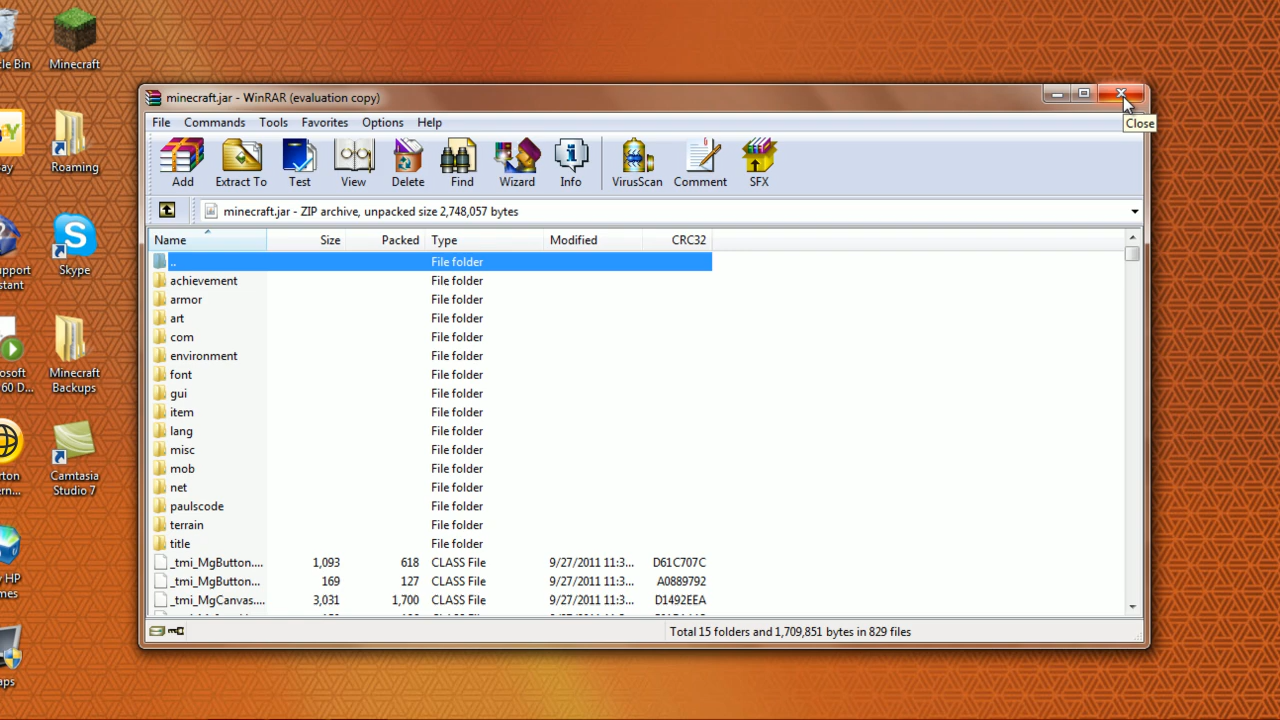 cle Bin
Minecraft
ay
Roaming
upport
stant
Skype
osoft
60 D...
Minecraft
Backups
rton
rn...
Camtasia
Studio 7
y HP
mes
aps
minecraft.jar - WinRAR (evaluation copy)
Close
File Commands Tools Favorites Options Help
Add Extract To Test View Delete Find Wizard Info VirusScan Comment SFX
minecraft.jar - ZIP archive, unpacked size 2,748,057 bytes
Name Size Packed Type Modified CRC32
.. File folder
achievement File folder
armor File folder
art File folder
com File folder
environment File folder
font File folder
gui File folder
item File folder
lang File folder
misc File folder
mob File folder
net File folder
paulscode File folder
terrain File folder
title File folder
_tmi_MgButton.... 1,093 618 CLASS File 9/27/2011 11:3... D61C707C
_tmi_MgButton... 169 127 CLASS File 9/27/2011 11:3... A0889792
_tmi_MgCanvas.... 3,031 1,700 CLASS File 9/27/2011 11:3... D1492EEA
Total 15 folders and 1,709,851 bytes in 829 files